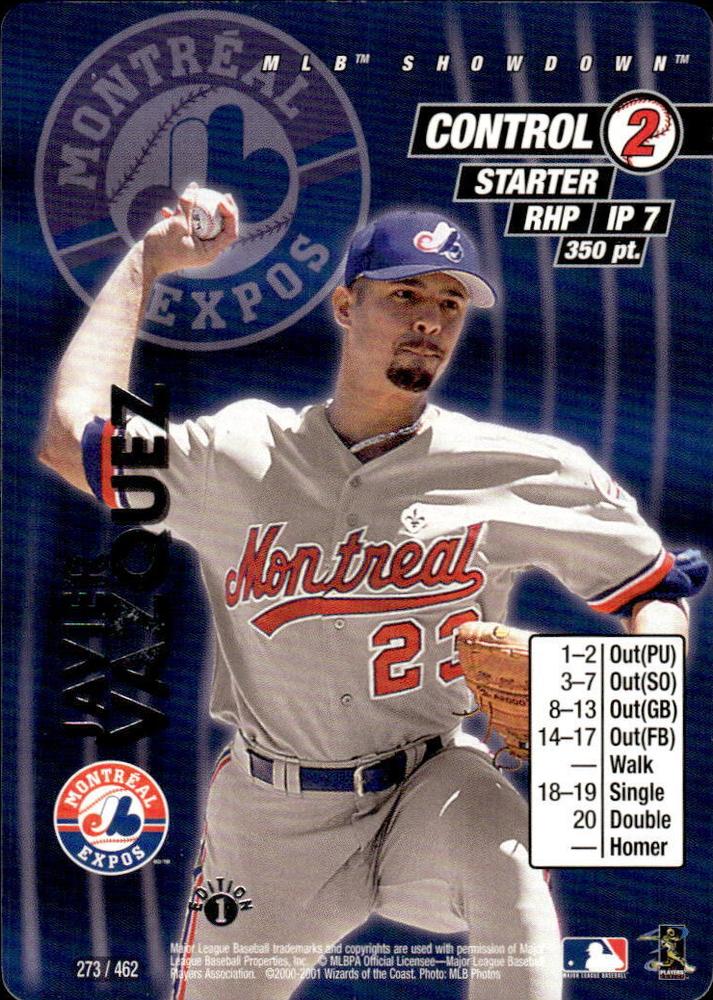 MLB™ SHOWDOWN™
MONTRÉAL
EXPOS
CONTROL 2
STARTER
RHP IP 7
350 pt.
JAVIER
VAZQUEZ
Montreal
23
1–2 Out(PU)
3–7 Out(SO)
8–13 Out(GB)
14–17 Out(FB)
— Walk
18–19 Single
20 Double
— Homer
MONTRÉAL
EXPOS
EDITION
1
273 / 462
Major League Baseball trademarks and copyrights are used with permission of Major
League Baseball Properties, Inc. © MLBPA Official Licensee—Major League Baseball
Players Association. ©2000-2001 Wizards of the Coast. Photo: MLB Photos
MAJOR LEAGUE BASEBALL
PLAYERS